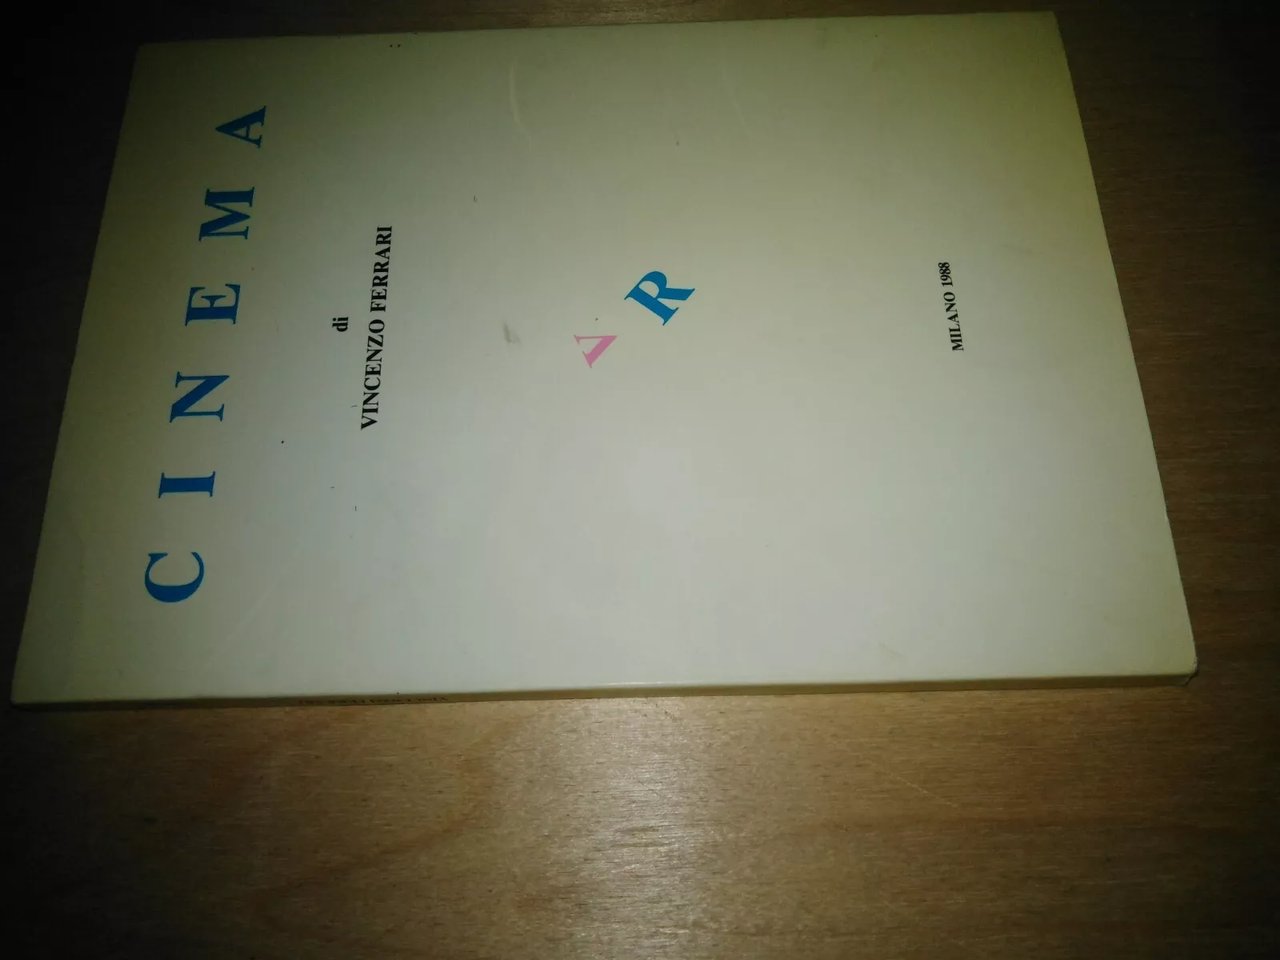 CINEMA
di
VINCENZO FERRARI
V R
MILANO 1988